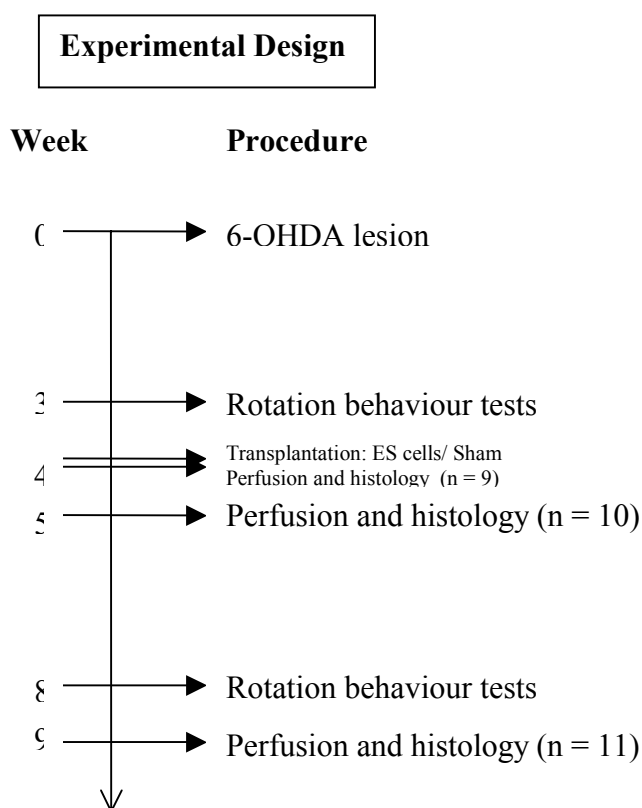 Experimental Design
Week Procedure
0 6-OHDA lesion
3 Rotation behaviour tests
Transplantation: ES cells/ Sham
4 Perfusion and histology (n = 9)
5 Perfusion and histology (n = 10)
8 Rotation behaviour tests
9 Perfusion and histology (n = 11)